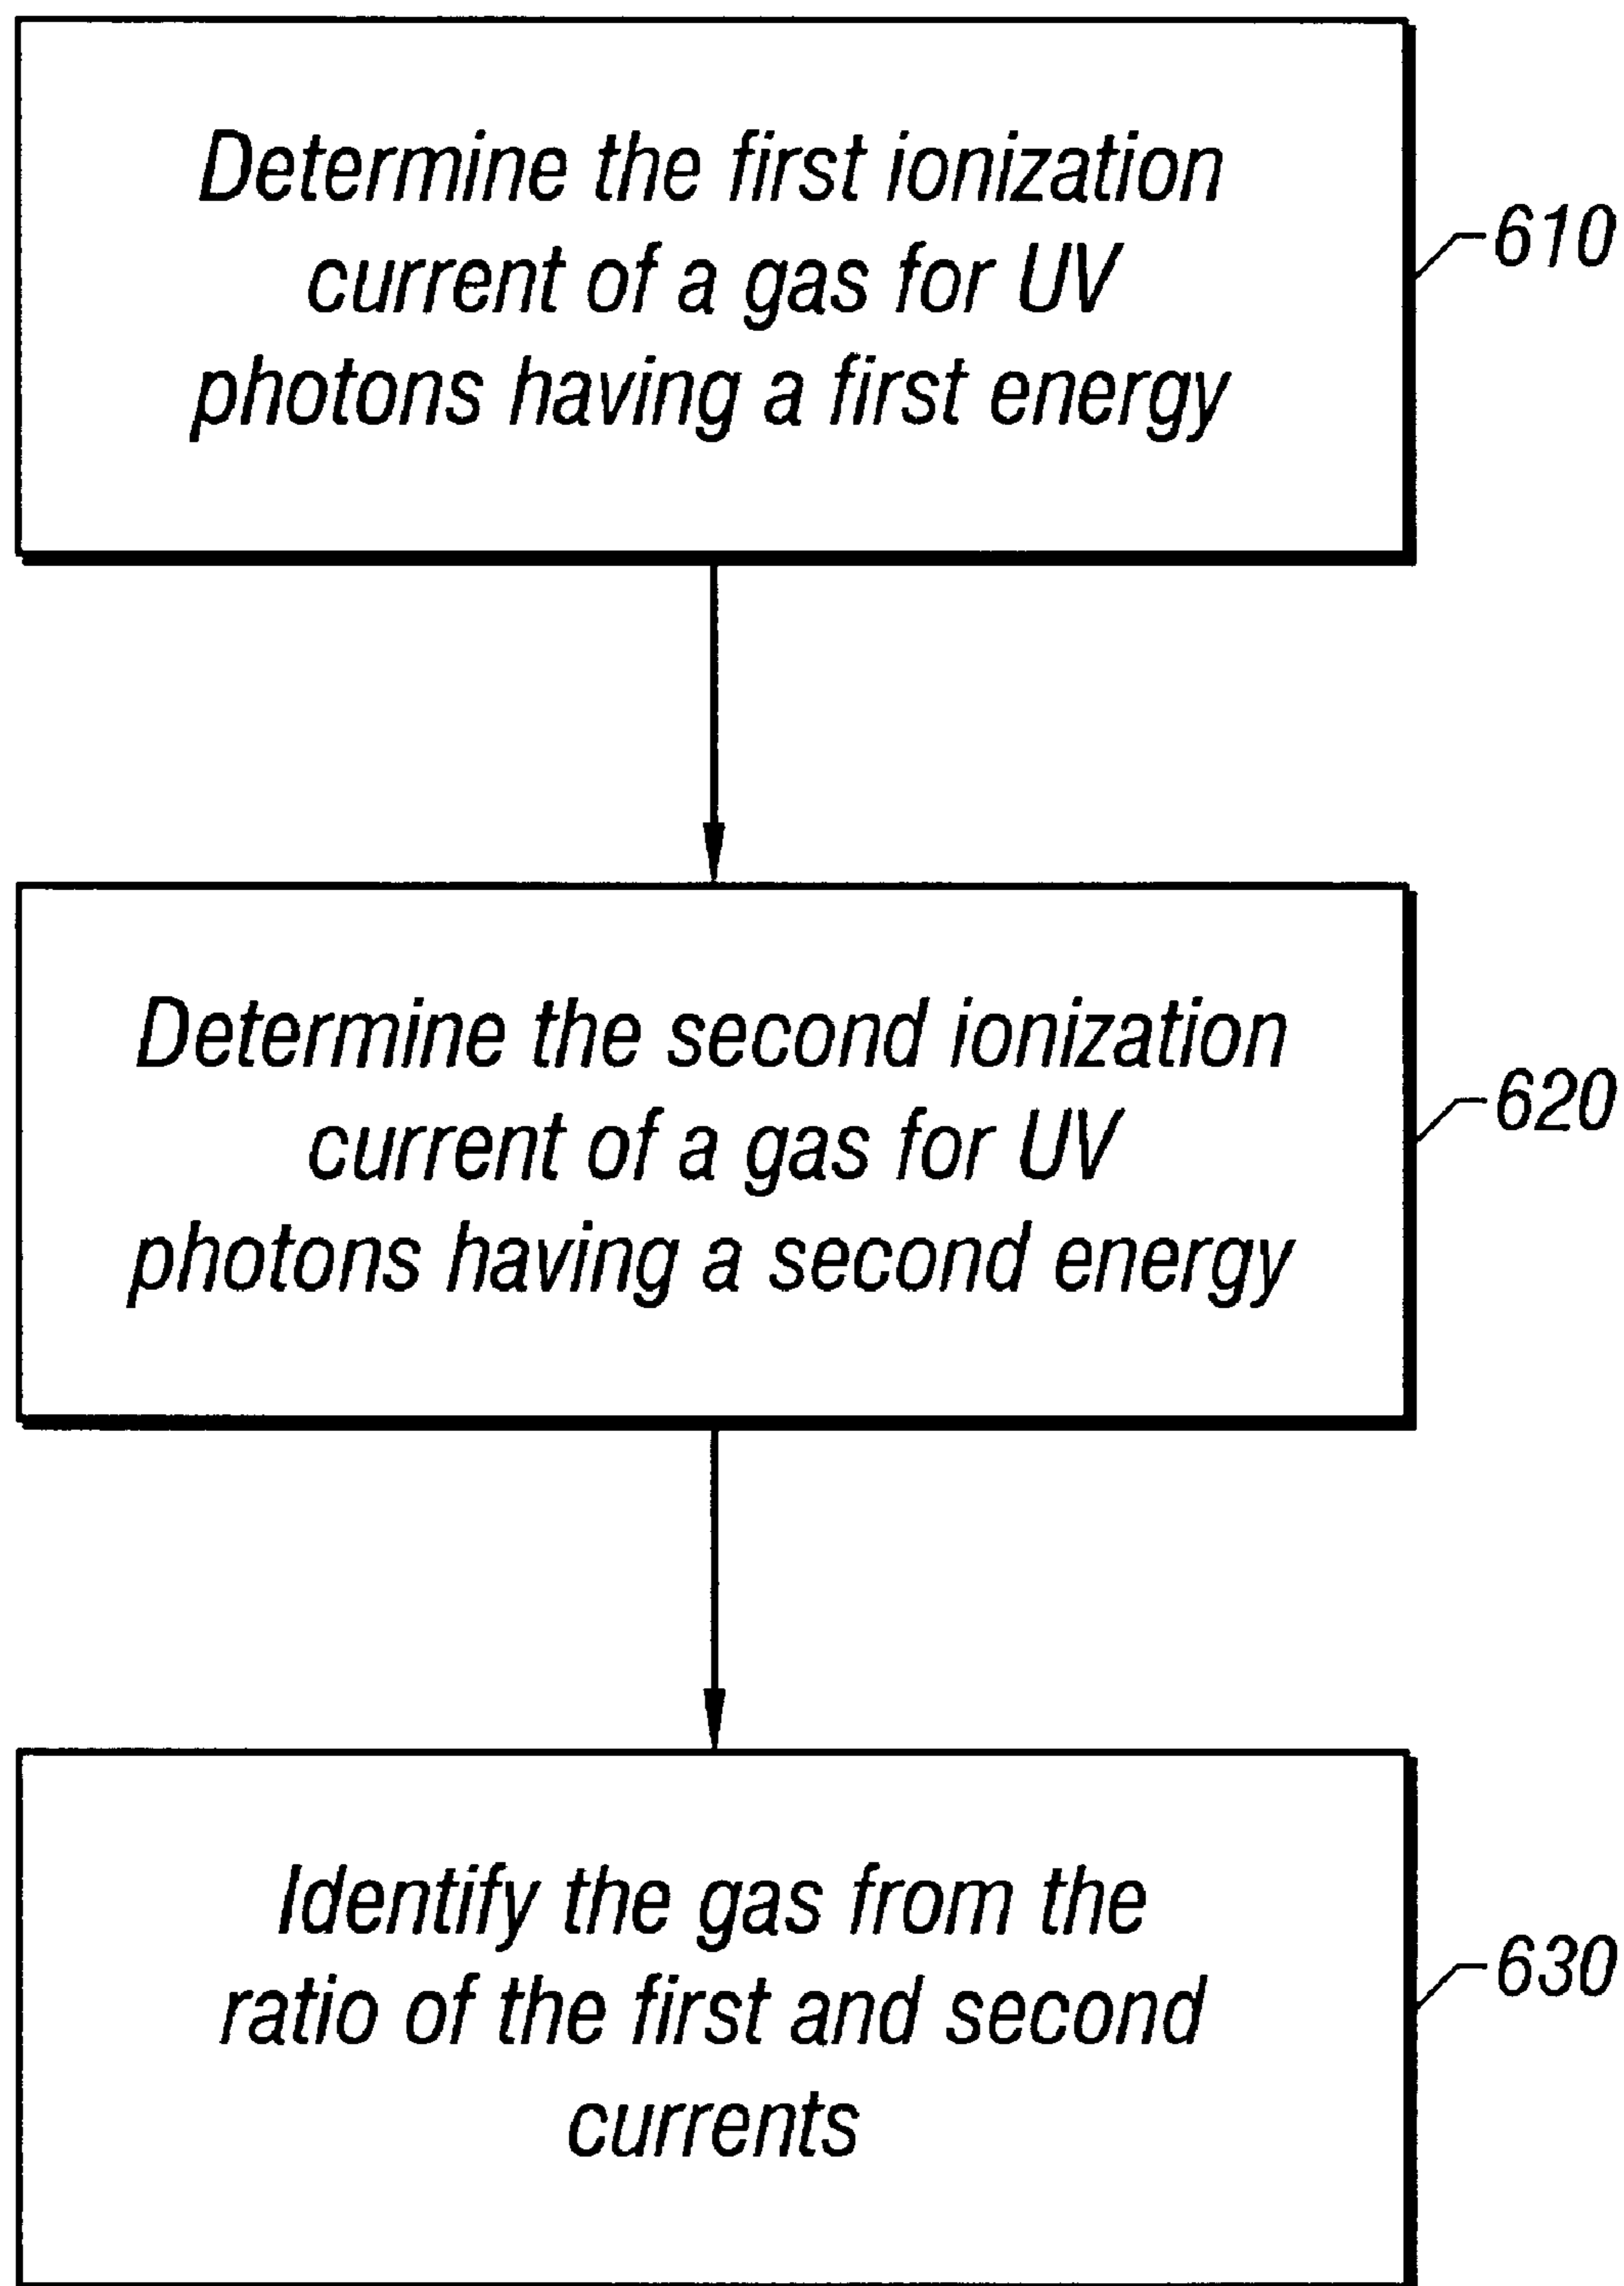 Determine the first ionization
current of a gas for UV
photons having a first energy
610
Determine the second ionization
current of a gas for UV
photons having a second energy
620
Identify the gas from the
ratio of the first and second
currents
630